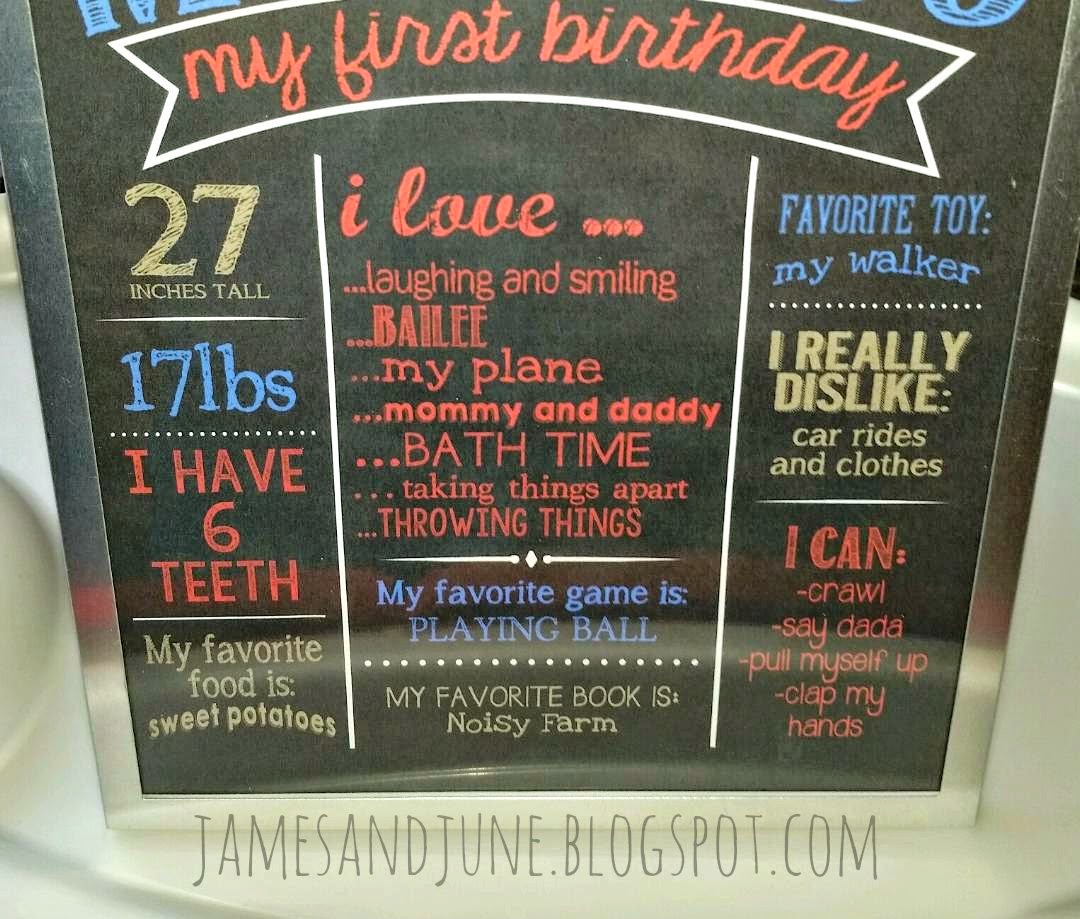 my first birthday
27
INCHES TALL
17lbs
I HAVE
6
TEETH
My favorite
food is:
sweet potatoes
i love ...
...laughing and smiling
...BAILEE
...my plane
...mommy and daddy
...BATH TIME
...taking things apart
...THROWING THINGS
My favorite game is:
PLAYING BALL
MY FAVORITE BOOK IS:
Noisy Farm
FAVORITE TOY:
my walker
I REALLY
DISLIKE:
car rides
and clothes
I CAN:
-crawl
-say dada
-pull myself up
-clap my
hands
JAMESANDJUNE.BLOGSPOT.COM